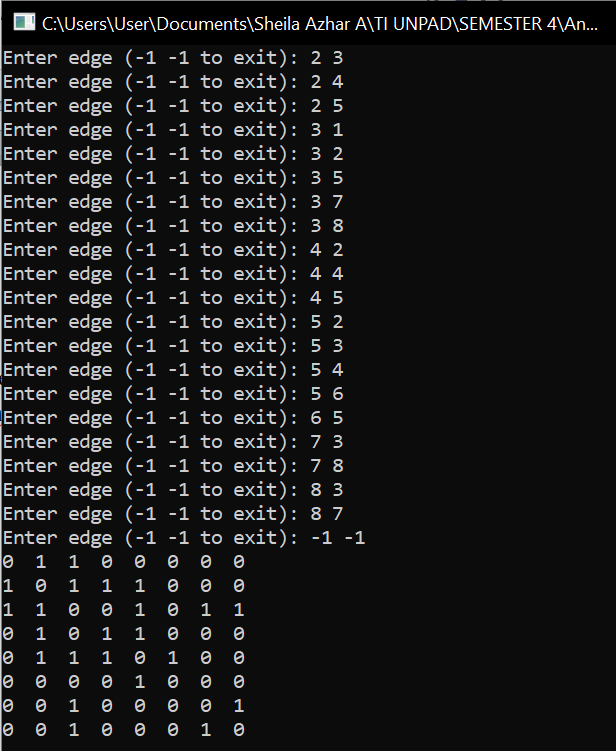 C:\Users\User\Documents\Sheila Azhar A\TI UNPAD\SEMESTER 4\An...
Enter edge (-1 -1 to exit): 2 3
Enter edge (-1 -1 to exit): 2 4
Enter edge (-1 -1 to exit): 2 5
Enter edge (-1 -1 to exit): 3 1
Enter edge (-1 -1 to exit): 3 2
Enter edge (-1 -1 to exit): 3 5
Enter edge (-1 -1 to exit): 3 7
Enter edge (-1 -1 to exit): 3 8
Enter edge (-1 -1 to exit): 4 2
Enter edge (-1 -1 to exit): 4 4
Enter edge (-1 -1 to exit): 4 5
Enter edge (-1 -1 to exit): 5 2
Enter edge (-1 -1 to exit): 5 3
Enter edge (-1 -1 to exit): 5 4
Enter edge (-1 -1 to exit): 5 6
Enter edge (-1 -1 to exit): 6 5
Enter edge (-1 -1 to exit): 7 3
Enter edge (-1 -1 to exit): 7 8
Enter edge (-1 -1 to exit): 8 3
Enter edge (-1 -1 to exit): 8 7
Enter edge (-1 -1 to exit): -1 -1
0 1 1 0 0 0 0 0
1 0 1 1 1 0 0 0
1 1 0 0 1 0 1 1
0 1 0 1 1 0 0 0
0 1 1 1 0 1 0 0
0 0 0 0 1 0 0 0
0 0 1 0 0 0 0 1
0 0 1 0 0 0 1 0